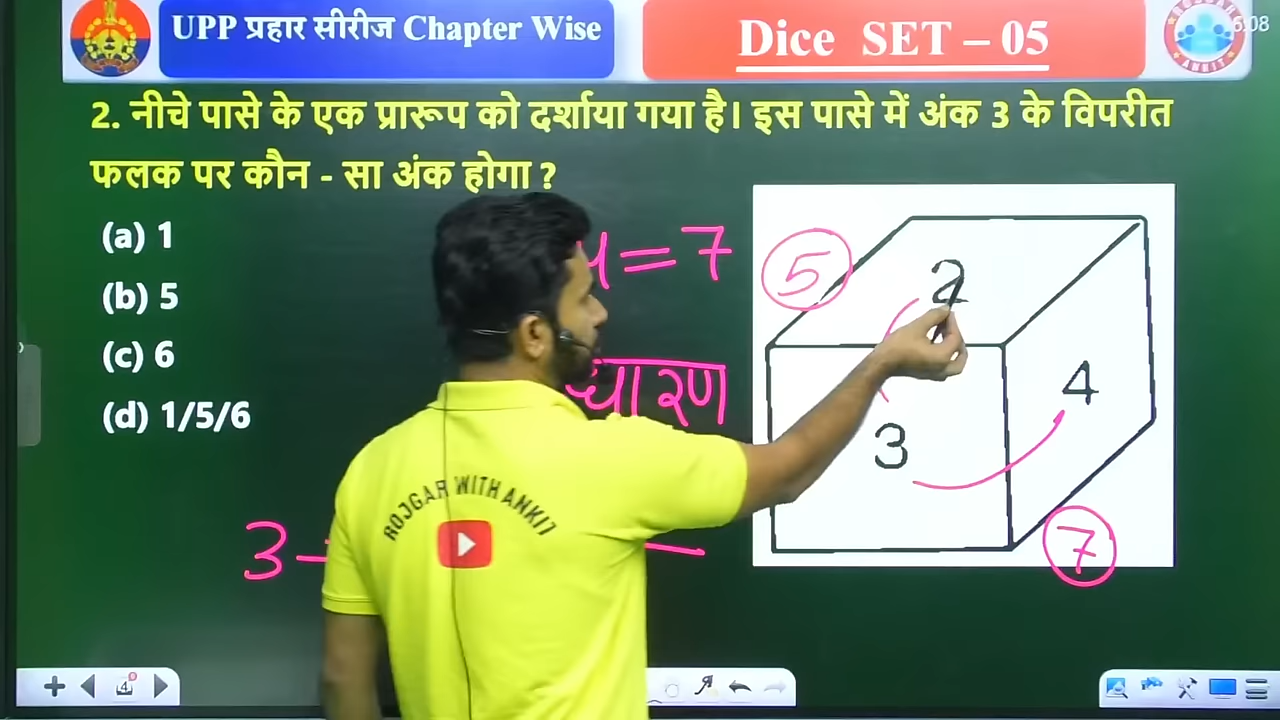 UPP प्रहार सीरीज Chapter Wise
Dice SET – 05
6:08
2. नीचे पासे के एक प्रारूप को दर्शाया गया है। इस पासे में अंक 3 के विपरीत
फलक पर कौन - सा अंक होगा ?
(a) 1
(b) 5
(c) 6
(d) 1/5/6
= 7
5
2
4
3
7
3
ROJGAR WITH ANKIT